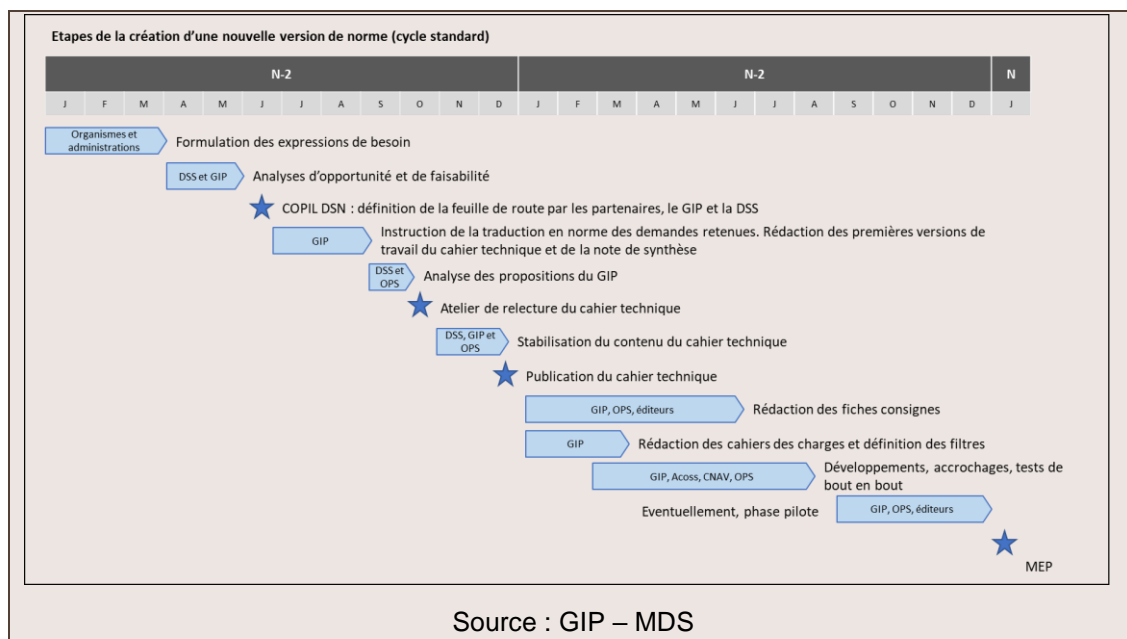 Etapes de la création d'une nouvelle version de norme (cycle standard)
N-2 N-2 N
J F M A M J J A S O N D J F M A M J J A S O N D J
Organismes et
administrations
Formulation des expressions de besoin
DSS et GIP
Analyses d'opportunité et de faisabilité
COPIL DSN : définition de la feuille de route par les partenaires, le GIP et la DSS
GIP
Instruction de la traduction en norme des demandes retenues. Rédaction des premières versions de
travail du cahier technique et de la note de synthèse
DSS et
OPS
Analyse des propositions du GIP
Atelier de relecture du cahier technique
DSS, GIP et
OPS
Stabilisation du contenu du cahier technique
Publication du cahier technique
GIP, OPS, éditeurs
Rédaction des fiches consignes
GIP
Rédaction des cahiers des charges et définition des filtres
GIP, Acoss, CNAV, OPS
Développements, accrochages, tests de
bout en bout
Eventuellement, phase pilote
GIP, OPS, éditeurs
MEP
Source : GIP – MDS